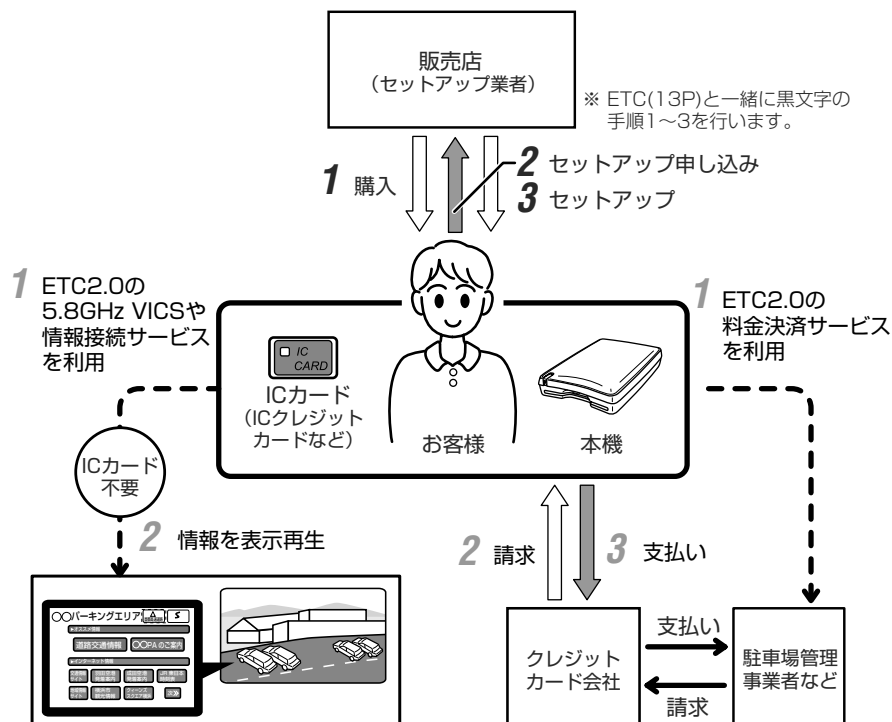 販売店
（セットアップ業者）
※ ETC(13P)と一緒に黒文字の
手順1～3を行います。
1 購入
2 セットアップ申し込み
3 セットアップ
1 ETC2.0の
5.8GHz VICSや
情報接続サービス
を利用
1 ETC2.0の
料金決済サービス
を利用
IC
CARD
ICカード
（ICクレジット
カードなど）
お客様
本機
ICカード
不要
2 情報を表示再生
2 請求
3 支払い
〇〇パーキングエリア
道路交通情報
〇〇PAのご案内
クレジット
カード会社
支払い
請求
駐車場管理
事業者など